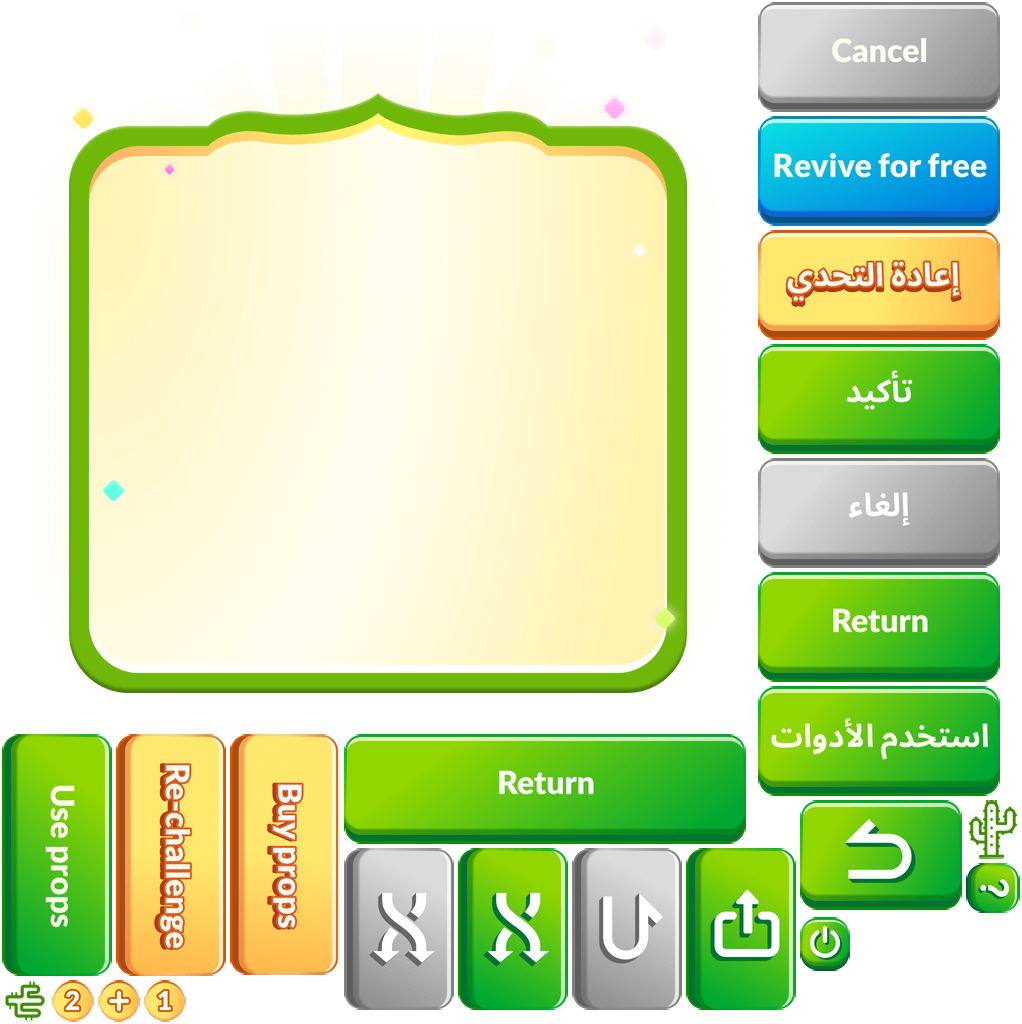 Cancel
Revive for free
إعادة التحدي
تأكيد
إلغاء
Return
استخدم الأدوات
Use props
Re-challenge
Buy props
Return
?
2
+
1